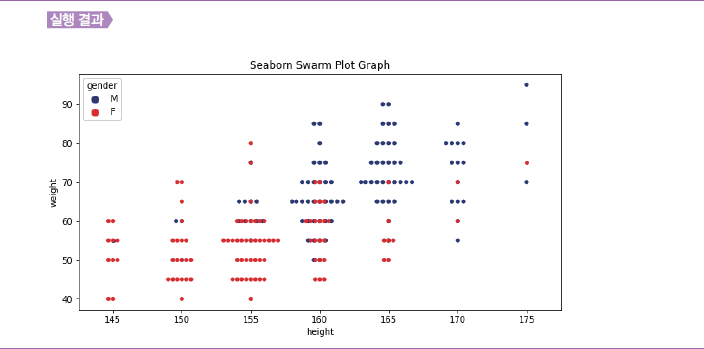 실행 결과
Seaborn Swarm Plot Graph
gender
M
F
90
80
70
60
50
40
weight
145 150 155 160 165 170 175
height